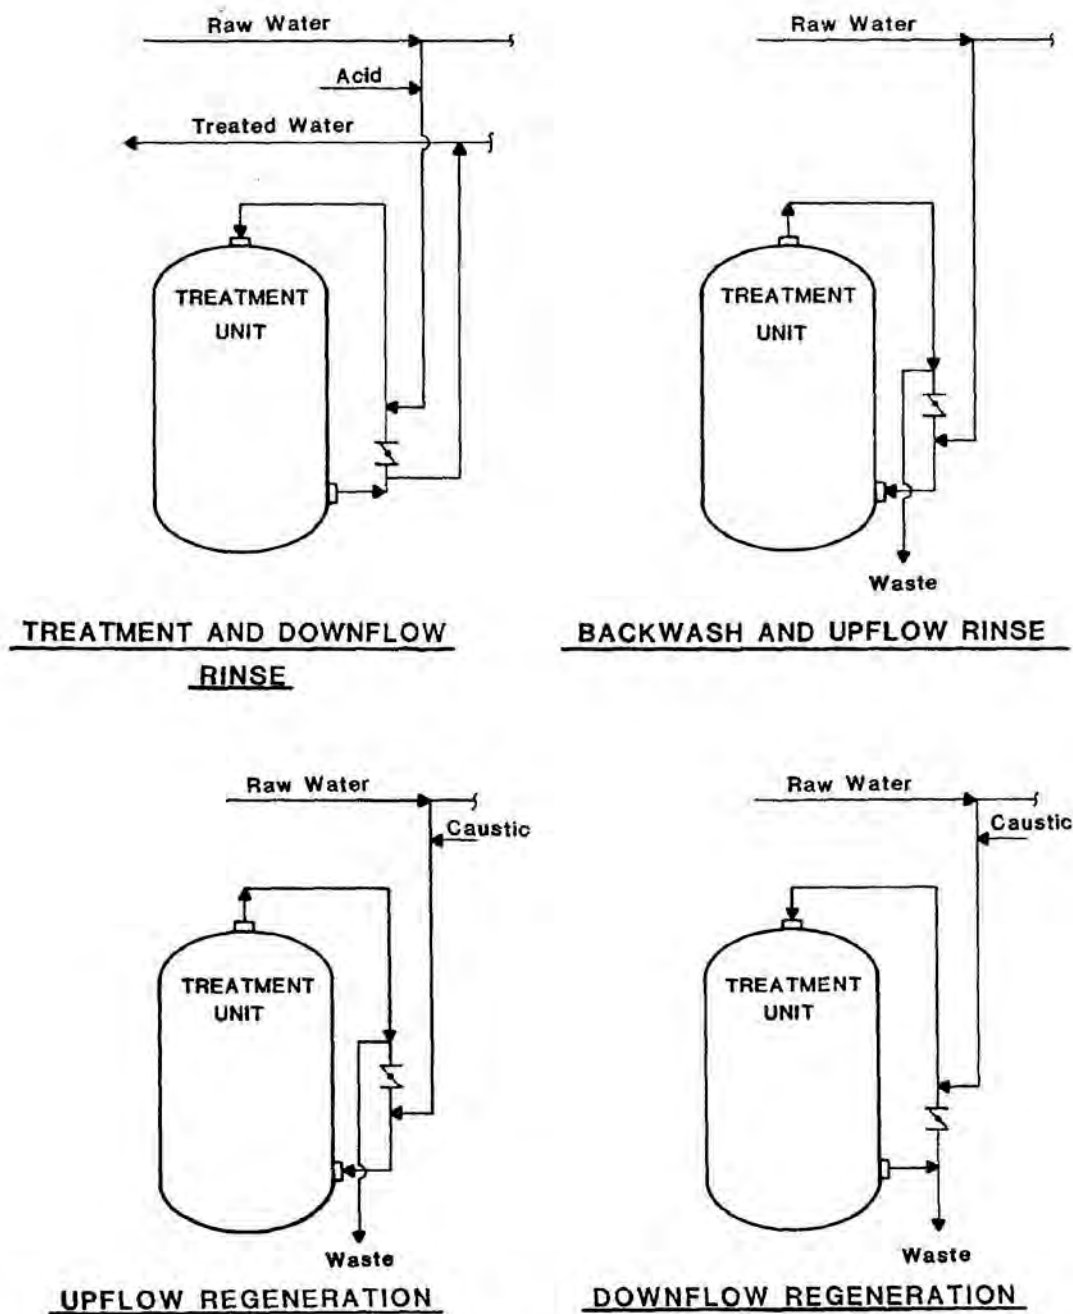 Raw Water
Acid
Treated Water
TREATMENT
UNIT
TREATMENT AND DOWNFLOW
RINSE
Raw Water
TREATMENT
UNIT
Waste
BACKWASH AND UPFLOW RINSE
Raw Water
Caustic
TREATMENT
UNIT
Waste
UPFLOW REGENERATION
Raw Water
Caustic
TREATMENT
UNIT
Waste
DOWNFLOW REGENERATION